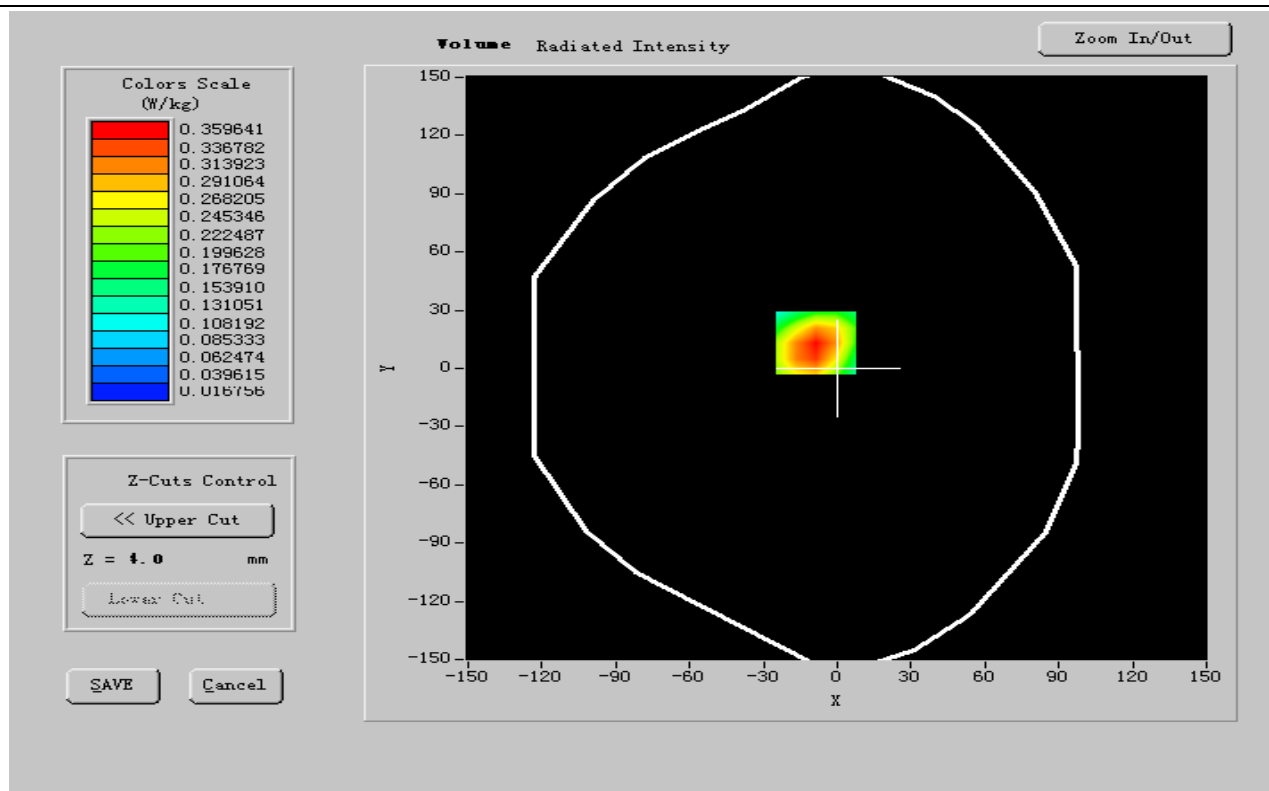 Volume Radiated Intensity
Zoom In/Out
Colors Scale
(W/kg)
0.359641
0.336782
0.313923
0.291064
0.268205
0.245346
0.222487
0.199628
0.176769
0.153910
0.131051
0.108192
0.085333
0.062474
0.039615
0.016756
Z-Cuts Control
<< Upper Cut
Z = 4.0 mm
Lower Cut
SAVE
Cancel
150
120
90
60
30
0
-30
-60
-90
-120
-150
Y
-150 -120 -90 -60 -30 0 30 60 90 120 150
X